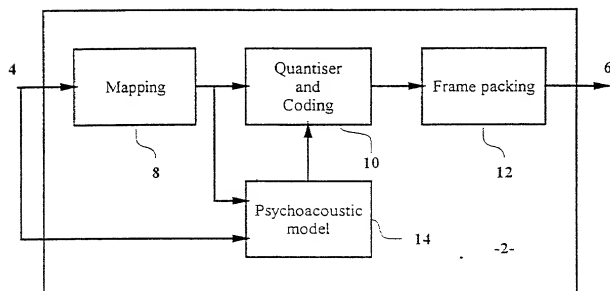 4
6
Mapping
Quantiser
and
Coding
Frame packing
8
10
12
Psychoacoustic
model
14
-2-